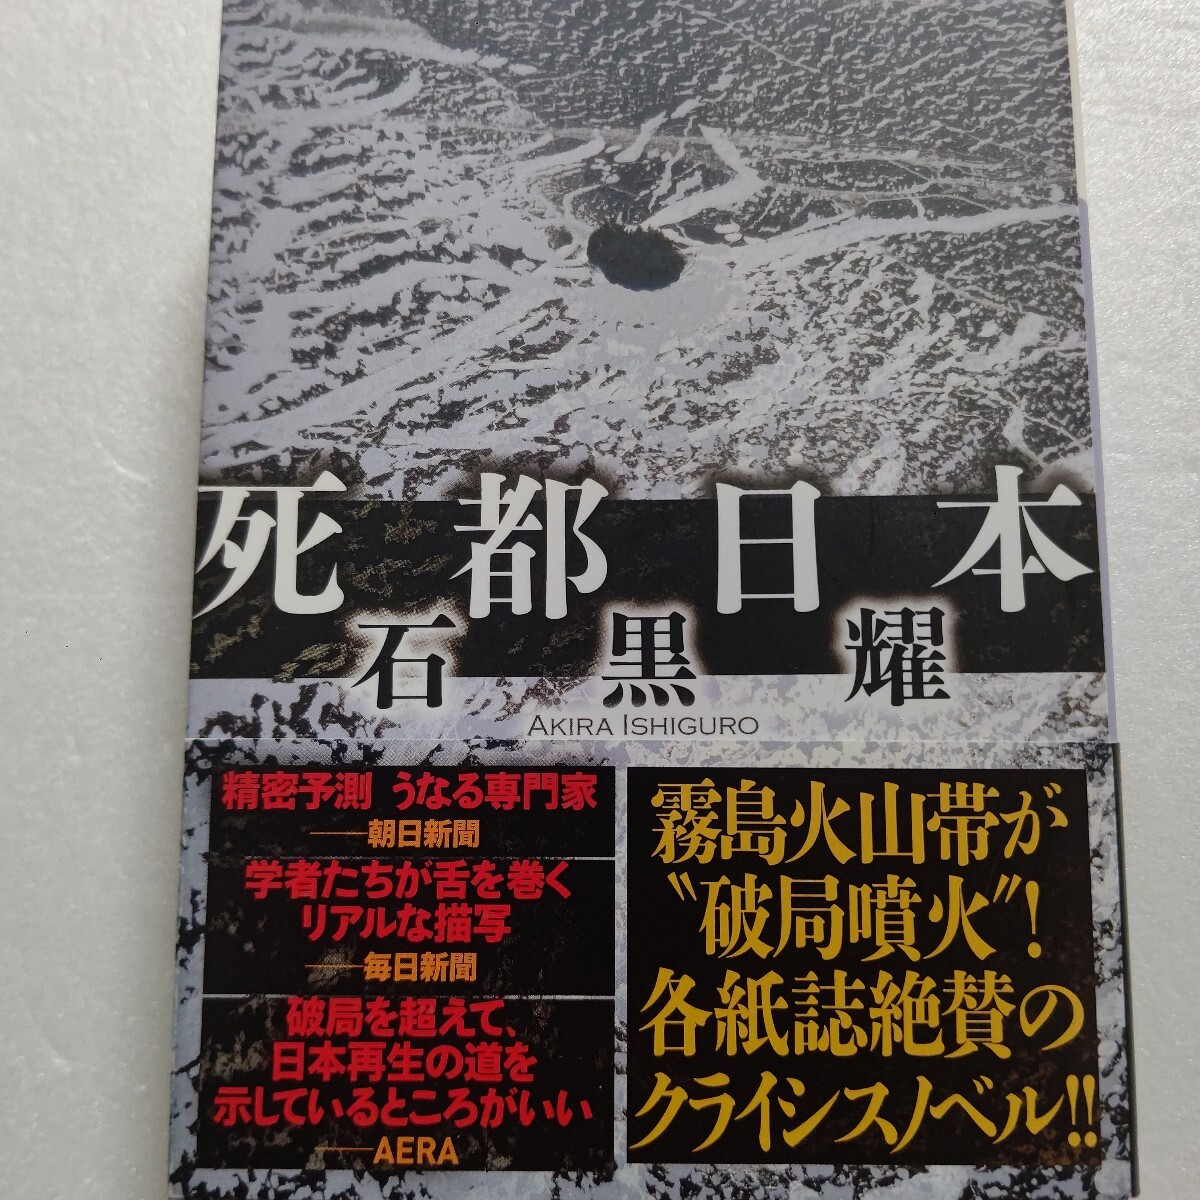 死都日本
石黒耀
AKIRA ISHIGURO
精密予測 うなる専門家
──朝日新聞
学者たちが舌を巻く
リアルな描写
──毎日新聞
破局を超えて、
日本再生の道を
示しているところがいい
──AERA
霧島火山帯が
〝破局噴火〟!
各紙誌絶賛の
クライシスノベル!!